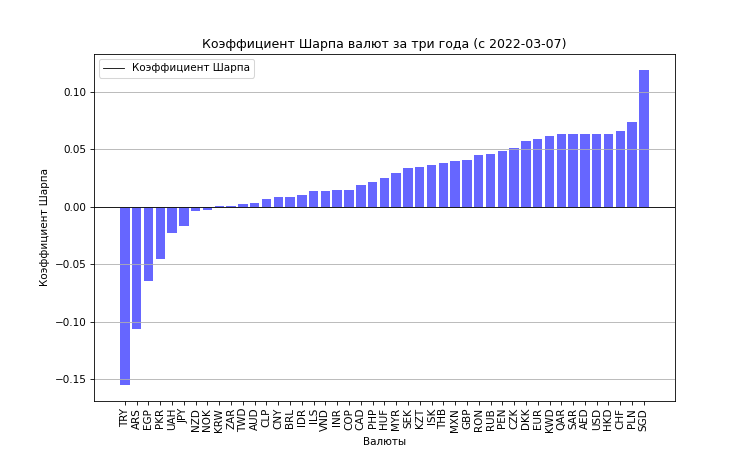 Коэффициент Шарпа валют за три года (с 2022-03-07)
Коэффициент Шарпа
0.10
0.05
0.00
−0.05
−0.10
−0.15
Коэффициент Шарпа
TRY
ARS
EGP
PKR
UAH
JPY
NZD
NOK
KRW
ZAR
TWD
AUD
CLP
CNY
BRL
IDR
ILS
VND
INR
COP
CAD
PHP
HUF
MYR
SEK
KZT
ISK
THB
MXN
GBP
RON
RUB
PEN
CZK
DKK
EUR
KWD
QAR
SAR
AED
USD
HKD
CHF
PLN
SGD
Валюты